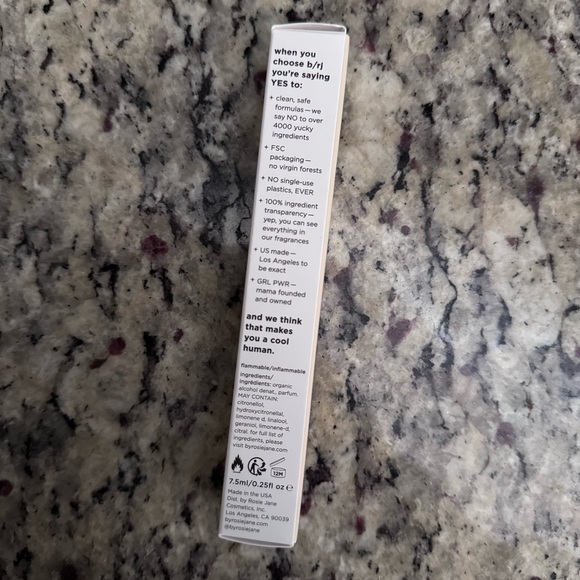 when you
choose b/rj
you're saying
YES to:
+ clean, safe
formulas — we
say NO to over
4000 yucky
ingredients
+ FSC
packaging —
no virgin forests
+ NO single-use
plastics, EVER
+ 100% ingredient
transparency —
yep, you can see
everything in
our fragrances
+ US made —
Los Angeles to
be exact
+ GRL PWR —
mama founded
and owned
and we think
that makes
you a cool
human.
flammable/inflammable
ingredients/
ingrédients: organic
alcohol denat., parfum.
MAY CONTAIN:
citronellol,
hydroxycitronellal,
limonene d, linalool,
geraniol, limonene-d,
citral. for full list of
ingredients, please
visit byrosiejane.com
12M
7.5ml/0.25fl oz ℮
Made in the USA
Dist. by Rosie Jane
Cosmetics, Inc.
Los Angeles, CA 90039
byrosiejane.com
@byrosiejane